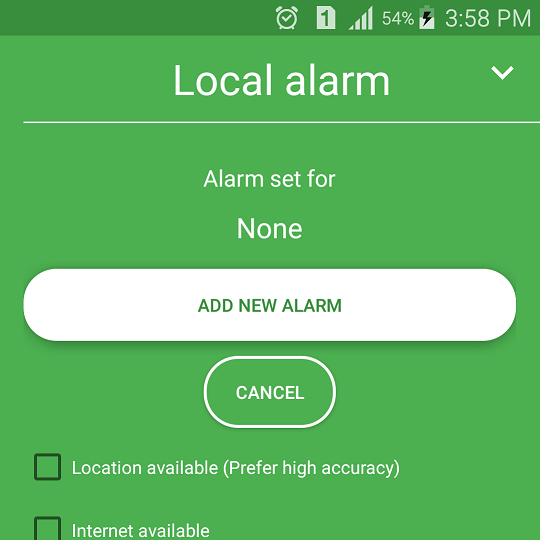 1 54% 3:58 PM
Local alarm
Alarm set for
None
ADD NEW ALARM
CANCEL
Location available (Prefer high accuracy)
Internet available